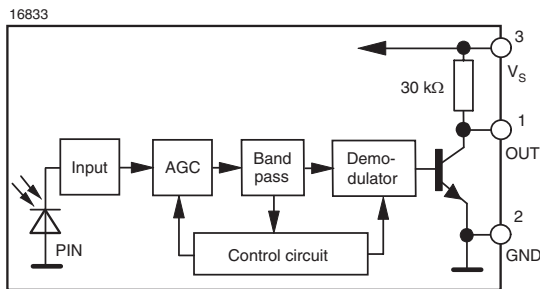 16833
3
VS
30 kΩ
1
OUT
Input
AGC
Band
pass
Demo-
dulator
2
GND
PIN
Control circuit